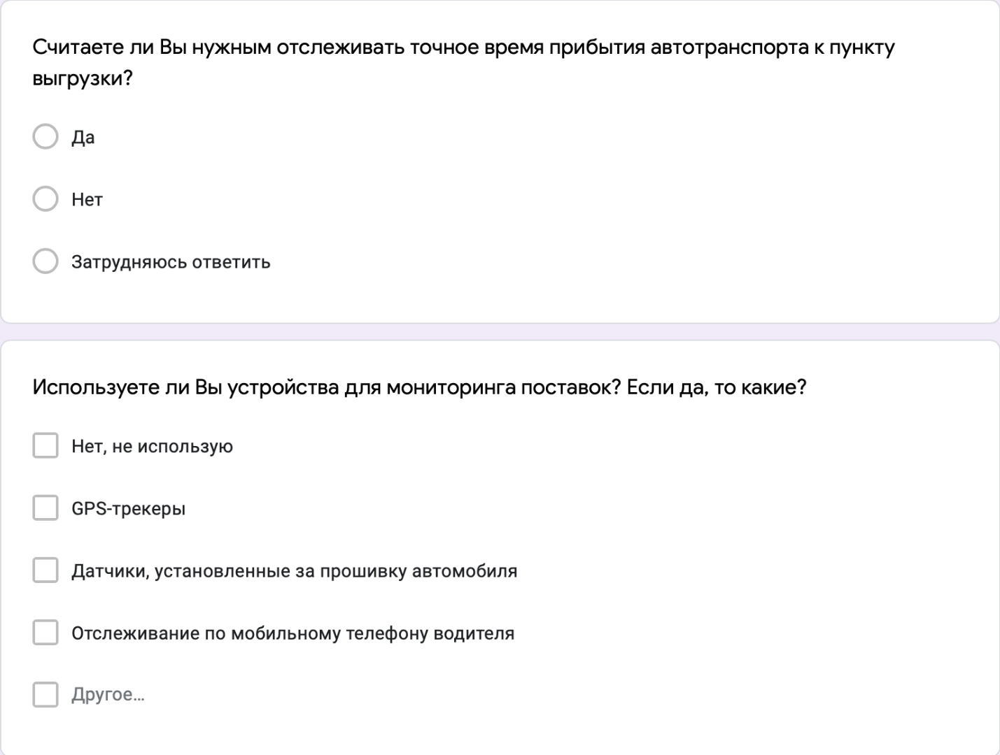 Считаете ли Вы нужным отслеживать точное время прибытия автотранспорта к пункту
выгрузки?
Да
Нет
Затрудняюсь ответить
Используете ли Вы устройства для мониторинга поставок? Если да, то какие?
Нет, не использую
GPS-трекеры
Датчики, установленные за прошивку автомобиля
Отслеживание по мобильному телефону водителя
Другое...